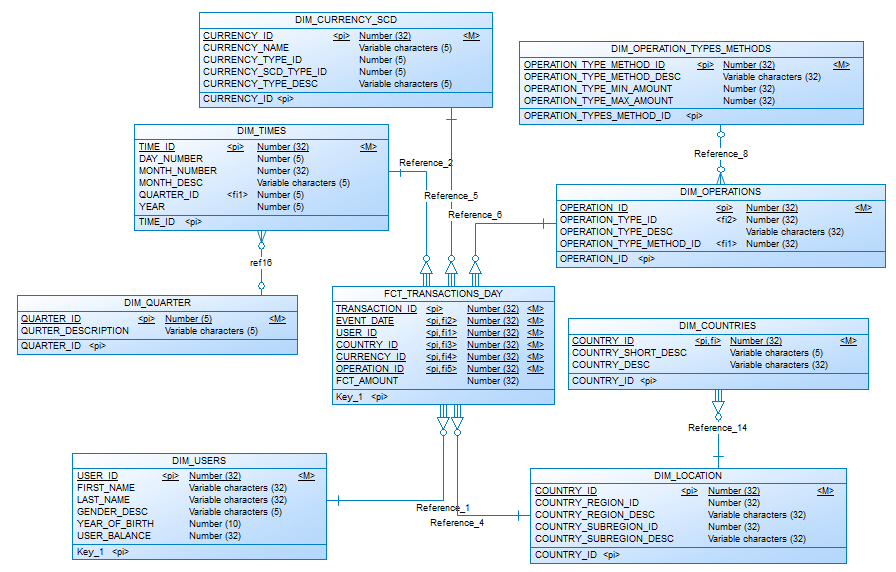 DIM_CURRENCY_SCD
CURRENCY_ID <pi> Number (32) <M>
CURRENCY_NAME Variable characters (5)
CURRENCY_TYPE_ID Number (5)
CURRENCY_SCD_TYPE_ID Number (5)
CURRENCY_TYPE_DESC Variable characters (5)
CURRENCY_ID <pi>
DIM_OPERATION_TYPES_METHODS
OPERATION_TYPE_METHOD_ID <pi> Number (32) <M>
OPERATION_TYPE_METHOD_DESC Variable characters (32)
OPERATION_TYPE_MIN_AMOUNT Number (32)
OPERATION_TYPE_MAX_AMOUNT Number (32)
OPERATION_TYPES_METHOD_ID <pi>
DIM_TIMES
TIME_ID <pi> Number (32) <M>
DAY_NUMBER Number (5)
MONTH_NUMBER Number (32)
MONTH_DESC Variable characters (5)
QUARTER_ID <fi1> Number (5)
YEAR Number (5)
TIME_ID <pi>
Reference_2
Reference_5
Reference_6
Reference_8
DIM_OPERATIONS
OPERATION_ID <pi> Number (32) <M>
OPERATION_TYPE_ID <fi2> Number (32)
OPERATION_TYPE_DESC Variable characters (32)
OPERATION_TYPE_METHOD_ID <fi1> Number (32)
OPERATION_ID <pi>
ref16
DIM_QUARTER
QUARTER_ID <pi> Number (5) <M>
QURTER_DESCRIPTION Variable characters (5)
QUARTER_ID <pi>
FCT_TRANSACTIONS_DAY
TRANSACTION_ID <pi> Number (32) <M>
EVENT_DATE <pi,fi2> Number (32) <M>
USER_ID <pi,fi1> Number (32) <M>
COUNTRY_ID <pi,fi3> Number (32) <M>
CURRENCY_ID <pi,fi4> Number (32) <M>
OPERATION_ID <pi,fi5> Number (32) <M>
FCT_AMOUNT Number (32)
Key_1 <pi>
DIM_COUNTRIES
COUNTRY_ID <pi,fi> Number (32) <M>
COUNTRY_SHORT_DESC Variable characters (5)
COUNTRY_DESC Variable characters (32)
COUNTRY_ID <pi>
Reference_14
DIM_USERS
USER_ID <pi> Number (32) <M>
FIRST_NAME Variable characters (32)
LAST_NAME Variable characters (32)
GENDER_DESC Variable characters (5)
YEAR_OF_BIRTH Number (10)
USER_BALANCE Number (32)
Key_1 <pi>
Reference_1
Reference_4
DIM_LOCATION
COUNTRY_ID <pi> Number (32) <M>
COUNTRY_REGION_ID Number (32)
COUNTRY_REGION_DESC Variable characters (32)
COUNTRY_SUBREGION_ID Number (32)
COUNTRY_SUBREGION_DESC Variable characters (32)
COUNTRY_ID <pi>